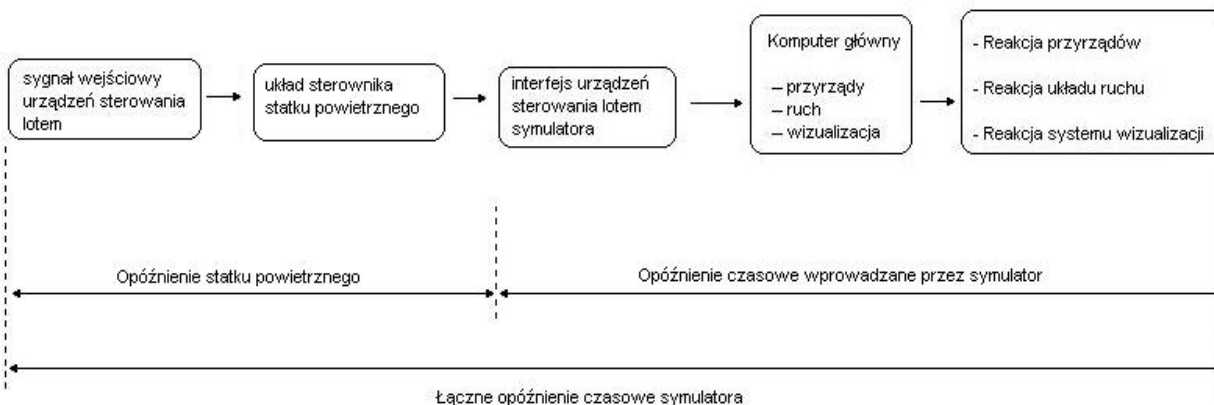 sygnał wejściowy
urządzeń sterowania
lotem
układ sterownika
statku powietrznego
interfejs urządzeń
sterowania lotem
symulatora
Komputer główny
– przyrządy
– ruch
– wizualizacja
- Reakcja przyrządów
- Reakcja układu ruchu
- Reakcja systemu wizualizacji
Opóźnienie statku powietrznego
Opóźnienie czasowe wprowadzane przez symulator
Łączne opóźnienie czasowe symulatora